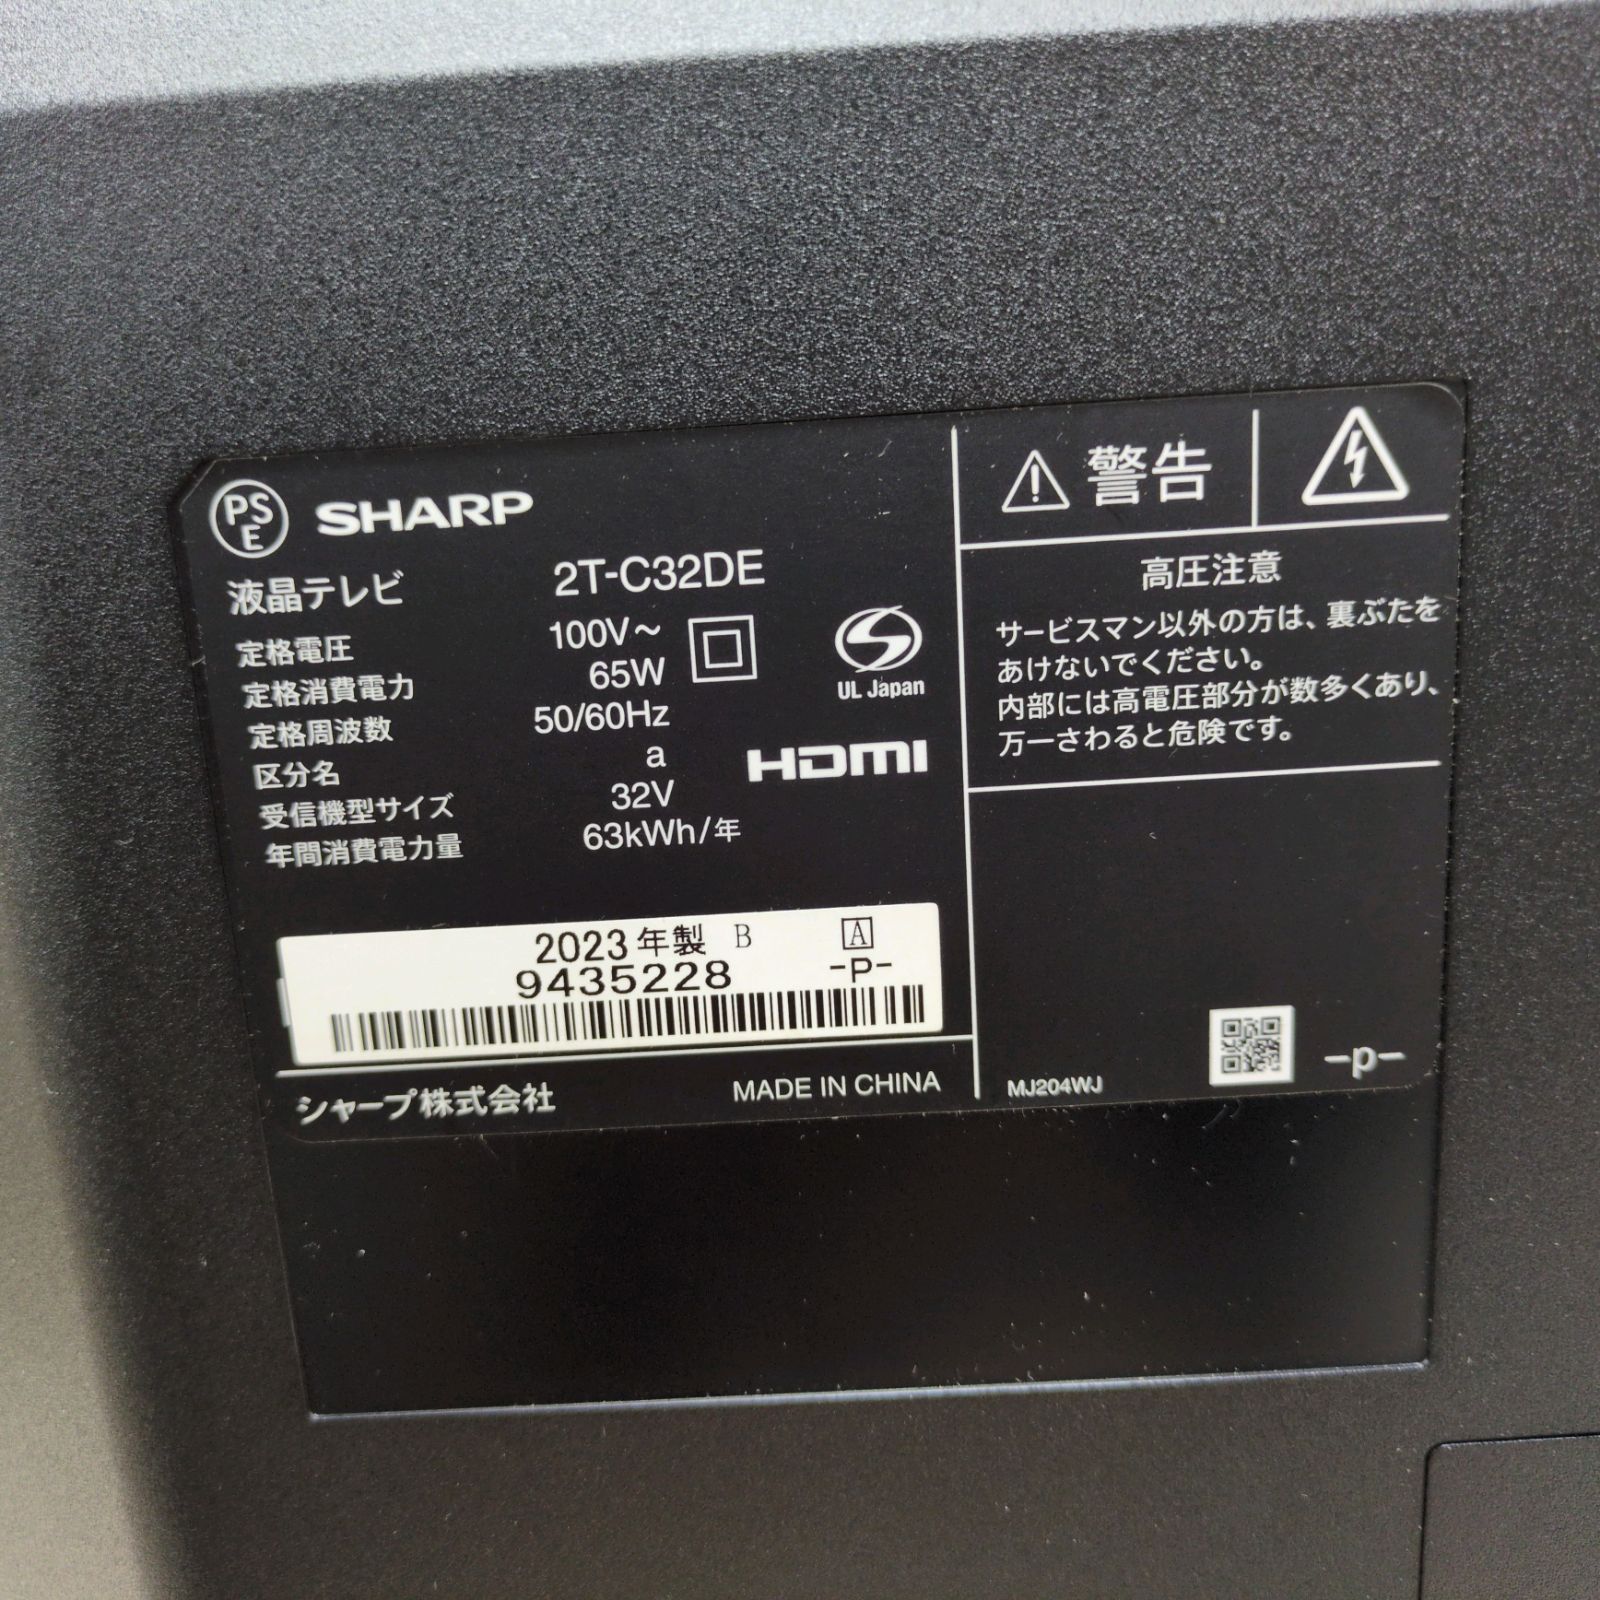 PSE SHARP
液晶テレビ 2T-C32DE
定格電圧 100V~
定格消費電力 65W
定格周波数 50/60Hz
区分名 a
受信機型サイズ 32V
年間消費電力量 63kWh/年
UL Japan
HDMI
2023年製 B A
9435228 -P-
シャープ株式会社 MADE IN CHINA
警告
高圧注意
サービスマン以外の方は、裏ぶたを
あけないでください。
内部には高電圧部分が数多くあり、
万一さわると危険です。
MJ204WJ -p-